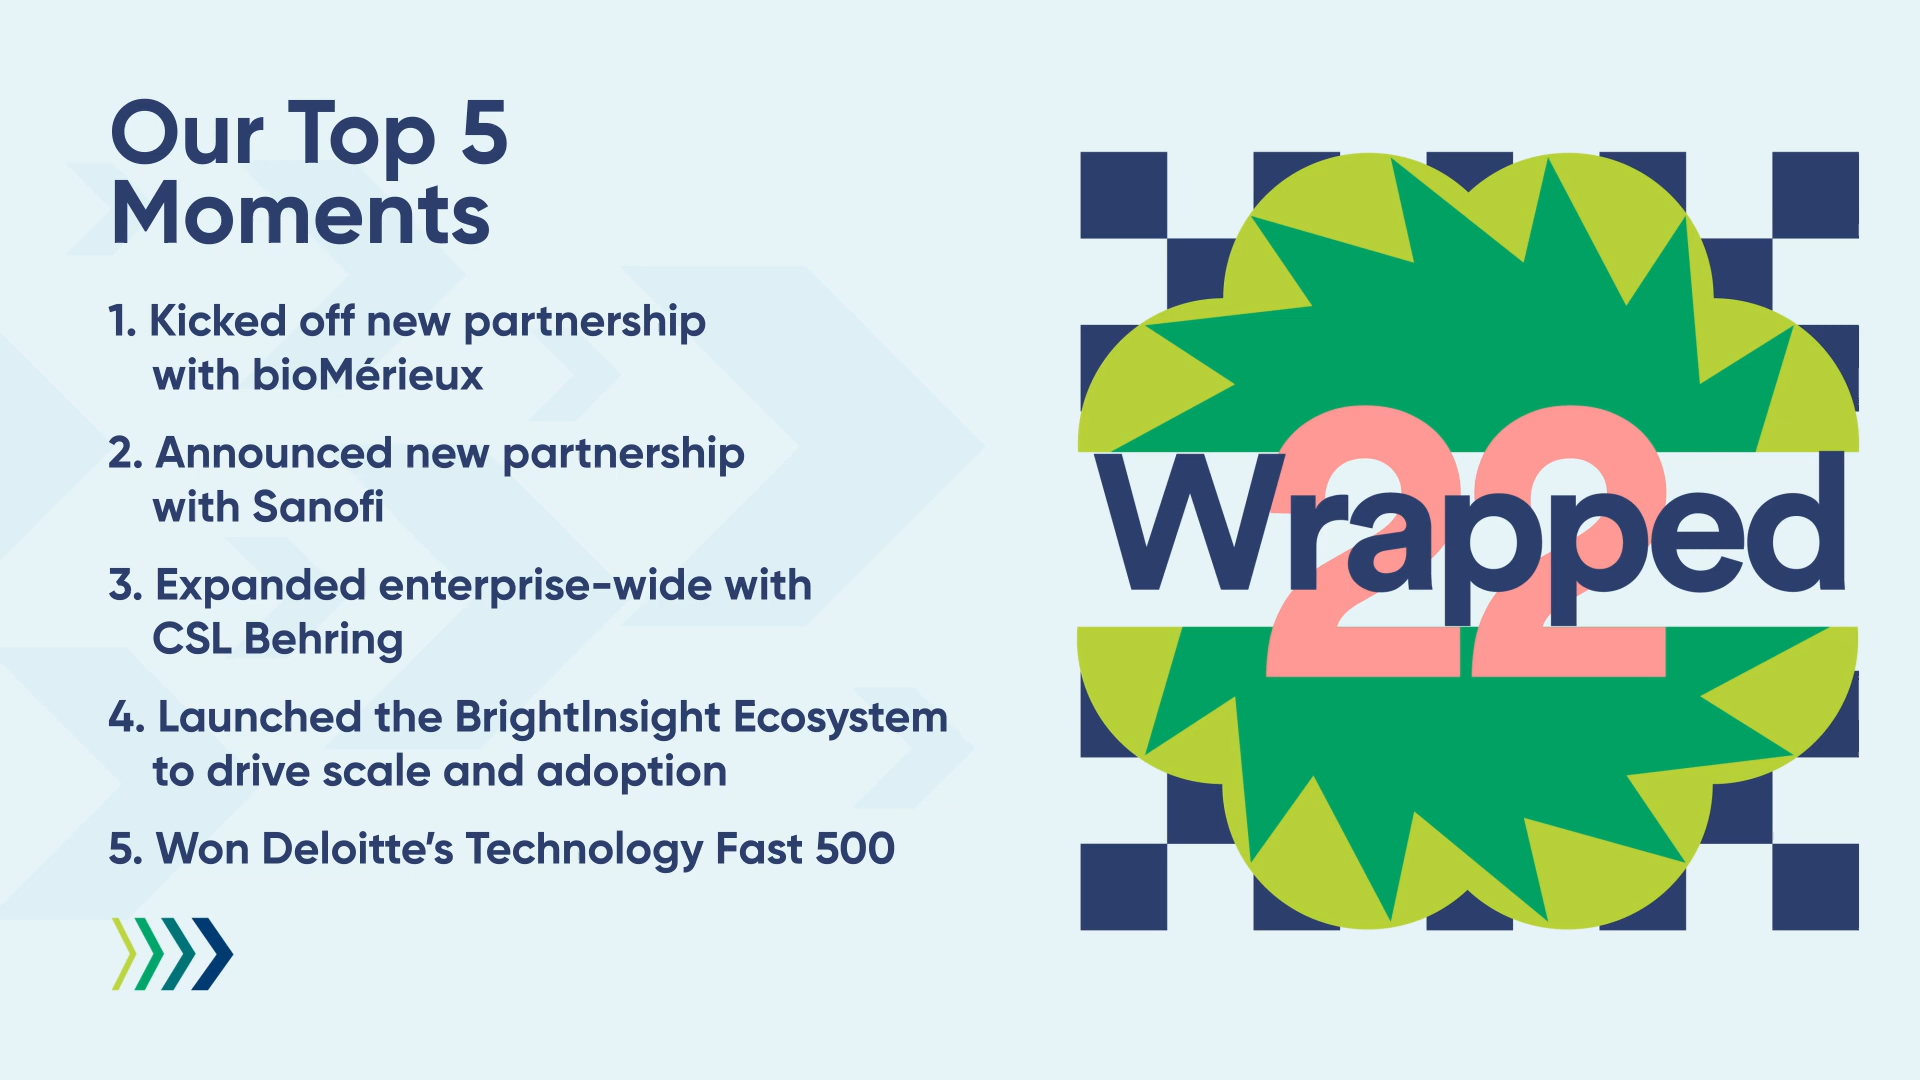 Our Top 5
Moments
1. Kicked off new partnership
with bioMérieux
2. Announced new partnership
with Sanofi
3. Expanded enterprise-wide with
CSL Behring
4. Launched the BrightInsight Ecosystem
to drive scale and adoption
5. Won Deloitte’s Technology Fast 500
22
Wrapped